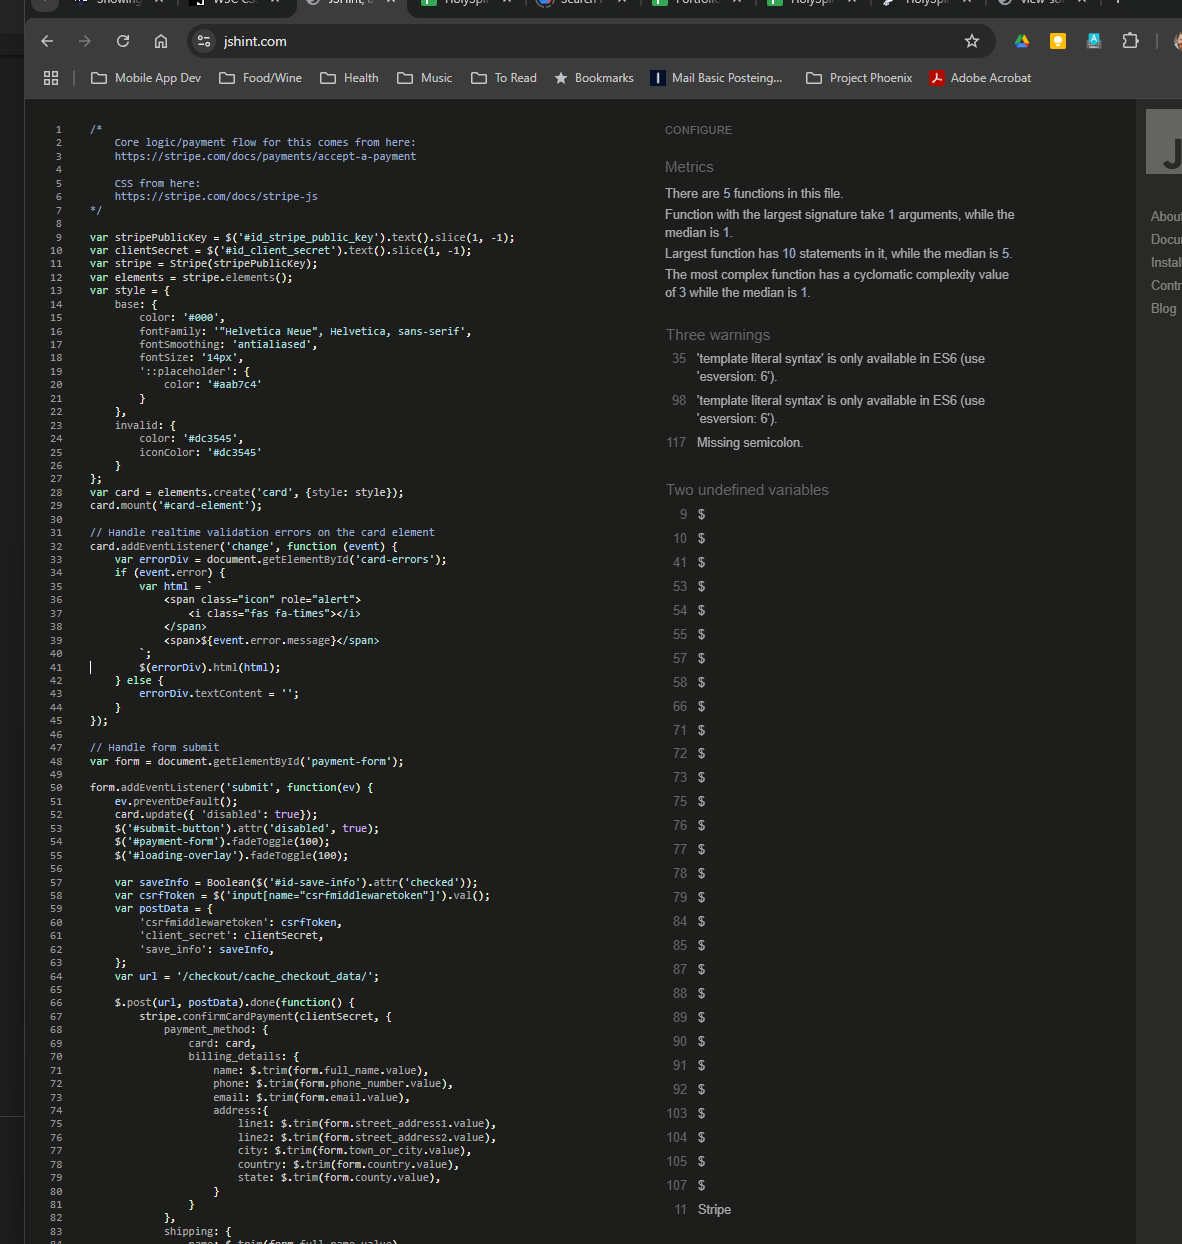 jshint.com
Mobile App Dev Food/Wine Health Music To Read Bookmarks Mail Basic Posteing... Project Phoenix Adobe Acrobat
1 /*
2 Core logic/payment flow for this comes from here:
3 https://stripe.com/docs/payments/accept-a-payment
4
5 CSS from here:
6 https://stripe.com/docs/stripe-js
7 */
8
9 var stripePublicKey = $('#id_stripe_public_key').text().slice(1, -1);
10 var clientSecret = $('#id_client_secret').text().slice(1, -1);
11 var stripe = Stripe(stripePublicKey);
12 var elements = stripe.elements();
13 var style = {
14 base: {
15 color: '#000',
16 fontFamily: '"Helvetica Neue", Helvetica, sans-serif',
17 fontSmoothing: 'antialiased',
18 fontSize: '14px',
19 '::placeholder': {
20 color: '#aab7c4'
21 }
22 },
23 invalid: {
24 color: '#dc3545',
25 iconColor: '#dc3545'
26 }
27 };
28 var card = elements.create('card', {style: style});
29 card.mount('#card-element');
30
31 // Handle realtime validation errors on the card element
32 card.addEventListener('change', function (event) {
33 var errorDiv = document.getElementById('card-errors');
34 if (event.error) {
35 var html = `
36 <span class="icon" role="alert">
37 <i class="fas fa-times"></i>
38 </span>
39 <span>${event.error.message}</span>
40 `;
41 $(errorDiv).html(html);
42 } else {
43 errorDiv.textContent = '';
44 }
45 });
46
47 // Handle form submit
48 var form = document.getElementById('payment-form');
49
50 form.addEventListener('submit', function(ev) {
51 ev.preventDefault();
52 card.update({ 'disabled': true});
53 $('#submit-button').attr('disabled', true);
54 $('#payment-form').fadeToggle(100);
55 $('#loading-overlay').fadeToggle(100);
56
57 var saveInfo = Boolean($('#id-save-info').attr('checked'));
58 var csrfToken = $('input[name="csrfmiddlewaretoken"]').val();
59 var postData = {
60 'csrfmiddlewaretoken': csrfToken,
61 'client_secret': clientSecret,
62 'save_info': saveInfo,
63 };
64 var url = '/checkout/cache_checkout_data/';
65
66 $.post(url, postData).done(function() {
67 stripe.confirmCardPayment(clientSecret, {
68 payment_method: {
69 card: card,
70 billing_details: {
71 name: $.trim(form.full_name.value),
72 phone: $.trim(form.phone_number.value),
73 email: $.trim(form.email.value),
74 address:{
75 line1: $.trim(form.street_address1.value),
76 line2: $.trim(form.street_address2.value),
77 city: $.trim(form.town_or_city.value),
78 country: $.trim(form.country.value),
79 state: $.trim(form.county.value),
80 }
81 }
82 },
83 shipping: {
CONFIGURE
Metrics
There are 5 functions in this file.
Function with the largest signature take 1 arguments, while the
median is 1.
Largest function has 10 statements in it, while the median is 5.
The most complex function has a cyclomatic complexity value
of 3 while the median is 1.
Three warnings
35 'template literal syntax' is only available in ES6 (use
'esversion: 6').
98 'template literal syntax' is only available in ES6 (use
'esversion: 6').
117 Missing semicolon.
Two undefined variables
9 $
10 $
41 $
53 $
54 $
55 $
57 $
58 $
66 $
71 $
72 $
73 $
75 $
76 $
77 $
78 $
79 $
84 $
85 $
87 $
88 $
89 $
90 $
91 $
92 $
103 $
104 $
105 $
107 $
11 Stripe
J
About
Docu
Instal
Contr
Blog